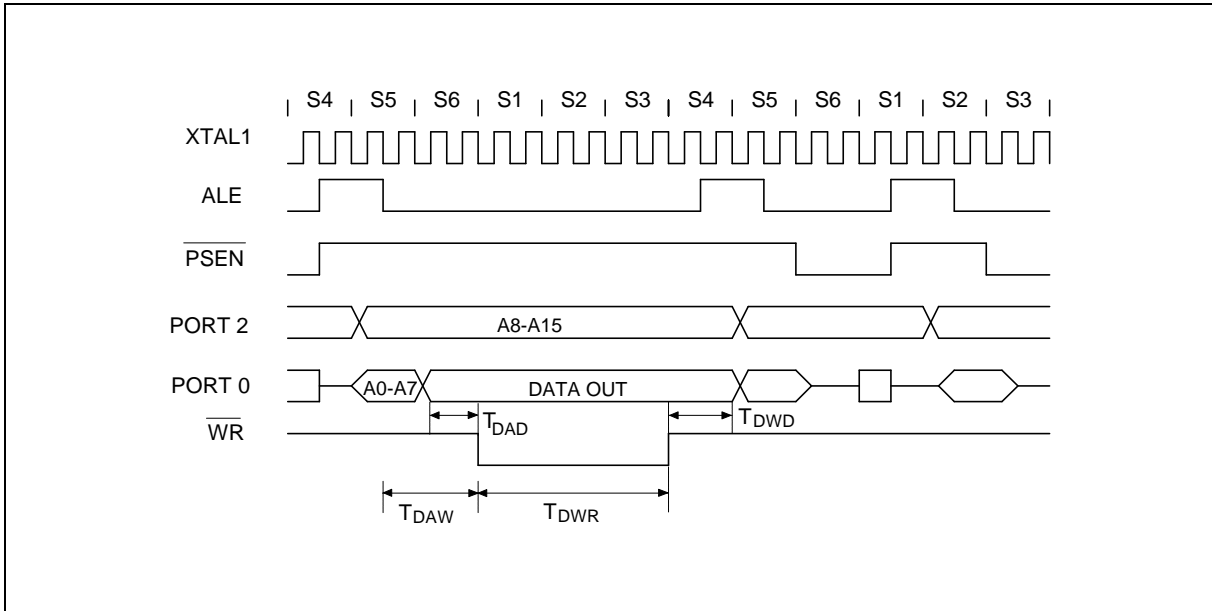 S4 S5 S6 S1 S2 S3 S4 S5 S6 S1 S2 S3
XTAL1
ALE
PSEN
PORT 2 A8-A15
PORT 0 A0-A7 DATA OUT
WR TDAD TDWD
TDAW TDWR